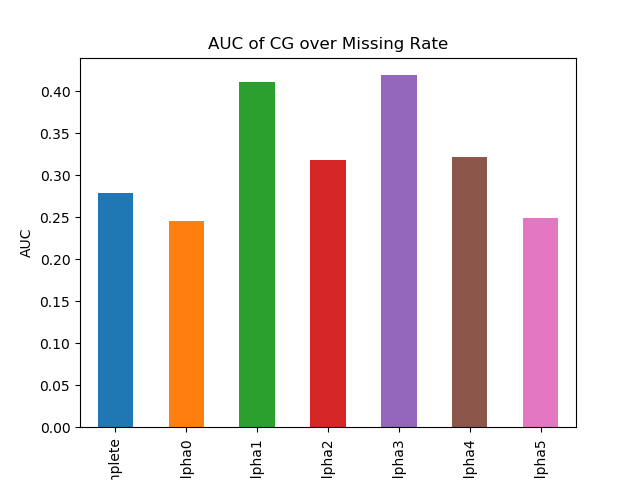 AUC of CG over Missing Rate
AUC
0.40
0.35
0.30
0.25
0.20
0.15
0.10
0.05
0.00
nplete
lpha0
lpha1
lpha2
lpha3
lpha4
lpha5